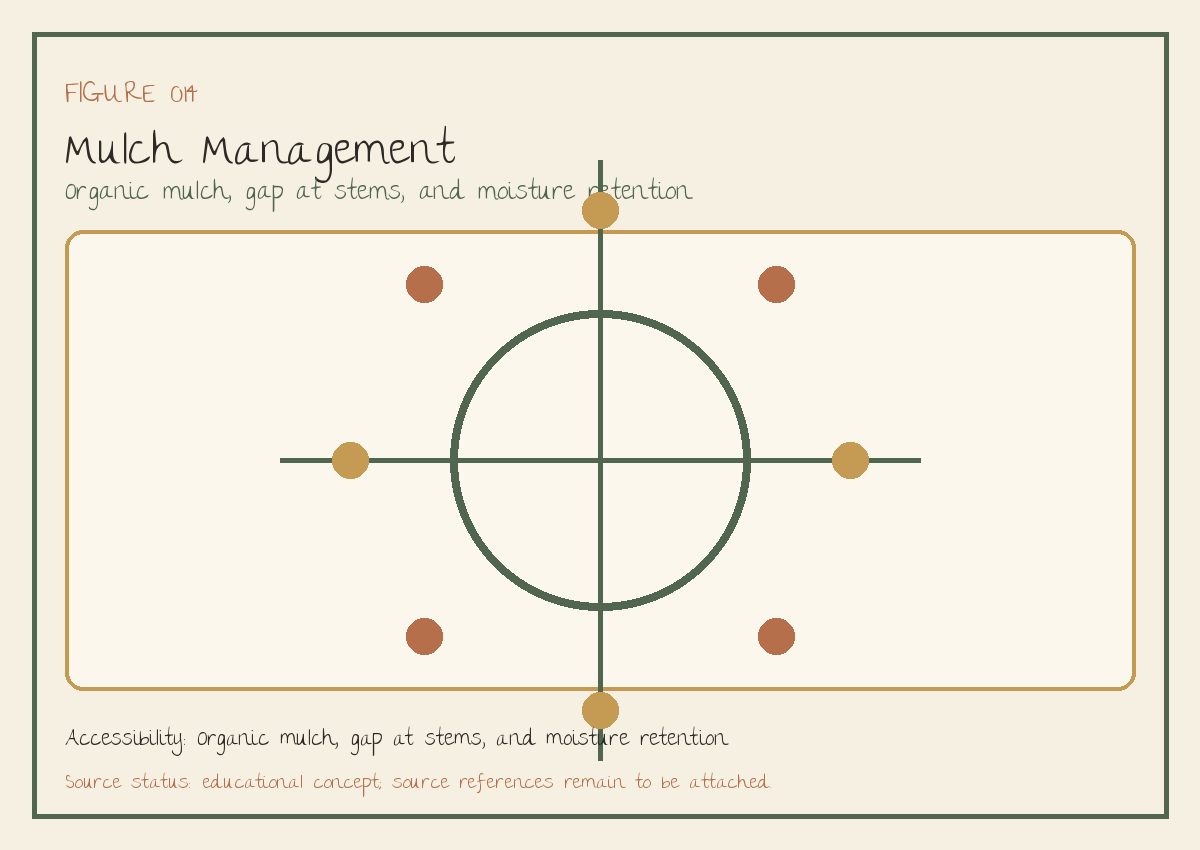 FIGURE 014
Mulch Management
Organic mulch, gap at stems, and moisture retention
Accessibility: Organic mulch, gap at stems, and moisture retention
Source status: educational concept; source references remain to be attached.